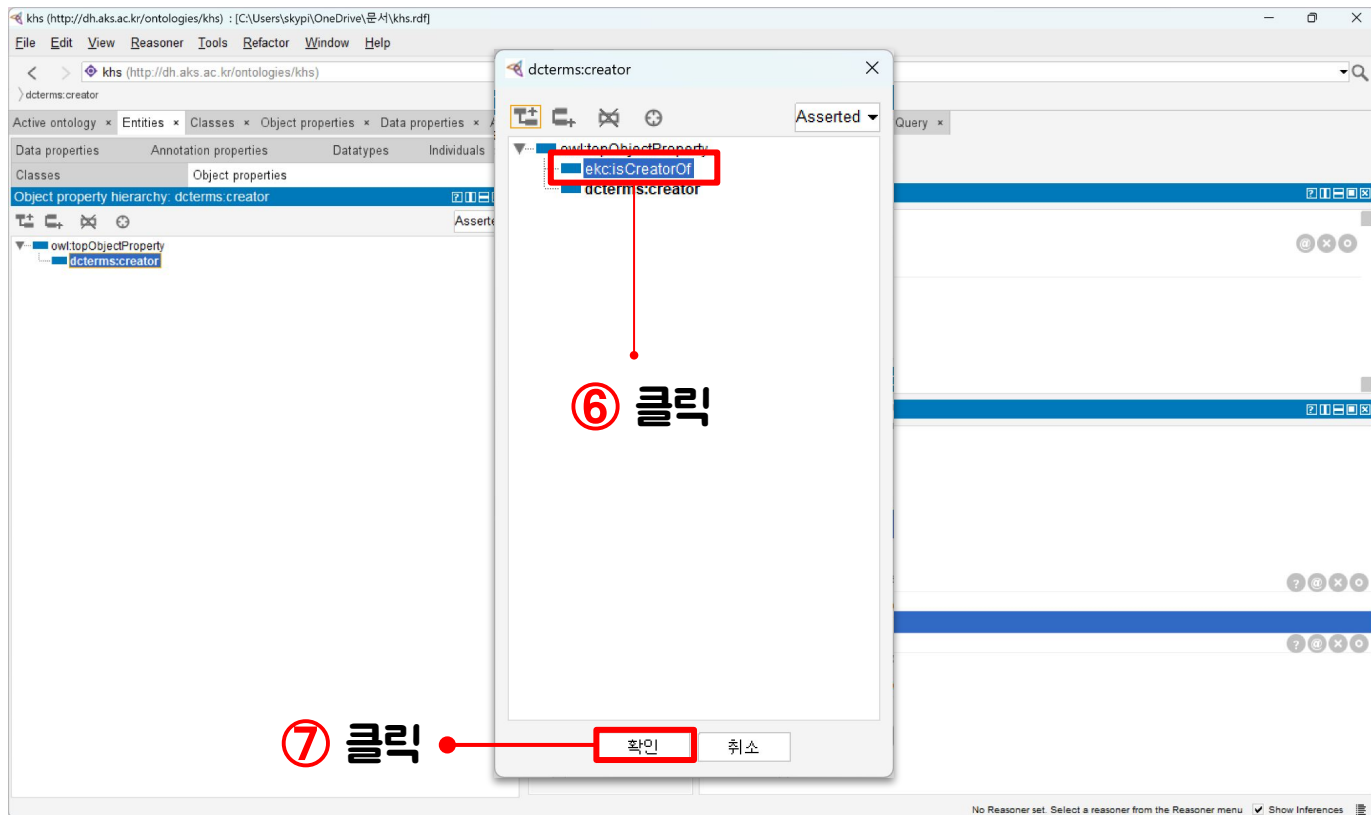 khs (http://dh.aks.ac.kr/ontologies/khs) : [C:\Users\skypi\OneDrive\문서\khs.rdf]
File Edit View Reasoner Tools Refactor Window Help
khs (http://dh.aks.ac.kr/ontologies/khs)
dcterms:creator
Active ontology × Entities × Classes × Object properties × Data properties ×
Query ×
Data properties Annotation properties Datatypes Individuals
Classes Object properties
Object property hierarchy: dcterms:creator
Asserte
owl:topObjectProperty
dcterms:creator
dcterms:creator
Asserted
owl:topObjectProperty
ekc:isCreatorOf
dcterms:creator
⑥ 클릭
⑦ 클릭
확인 취소
No Reasoner set. Select a reasoner from the Reasoner menu Show Inferences